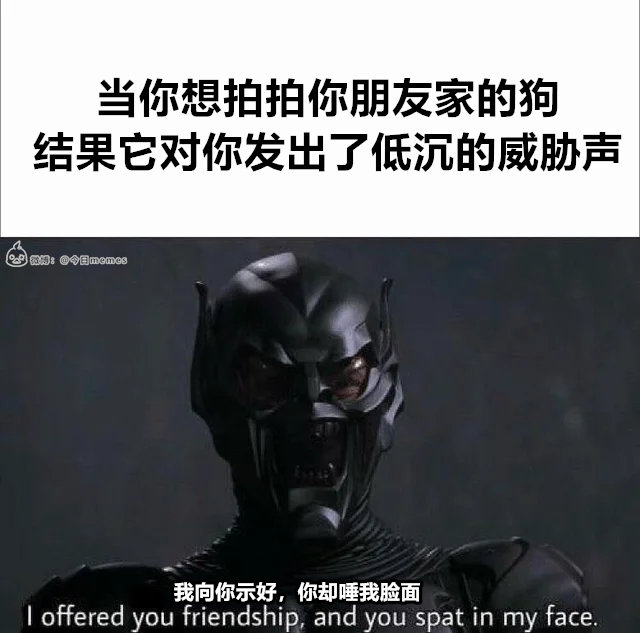 当你想拍拍你朋友家的狗
结果它对你发出了低沉的威胁声
微博：@今日memes
我向你示好，你却唾我脸面
I offered you friendship, and you spat in my face.